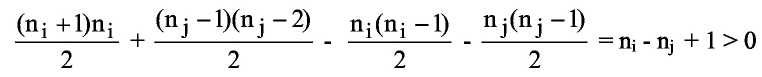 (n_i + 1)n_i / 2 + (n_j - 1)(n_j - 2) / 2 - n_i(n_i - 1) / 2 - n_j(n_j - 1) / 2 = n_i - n_j + 1 > 0